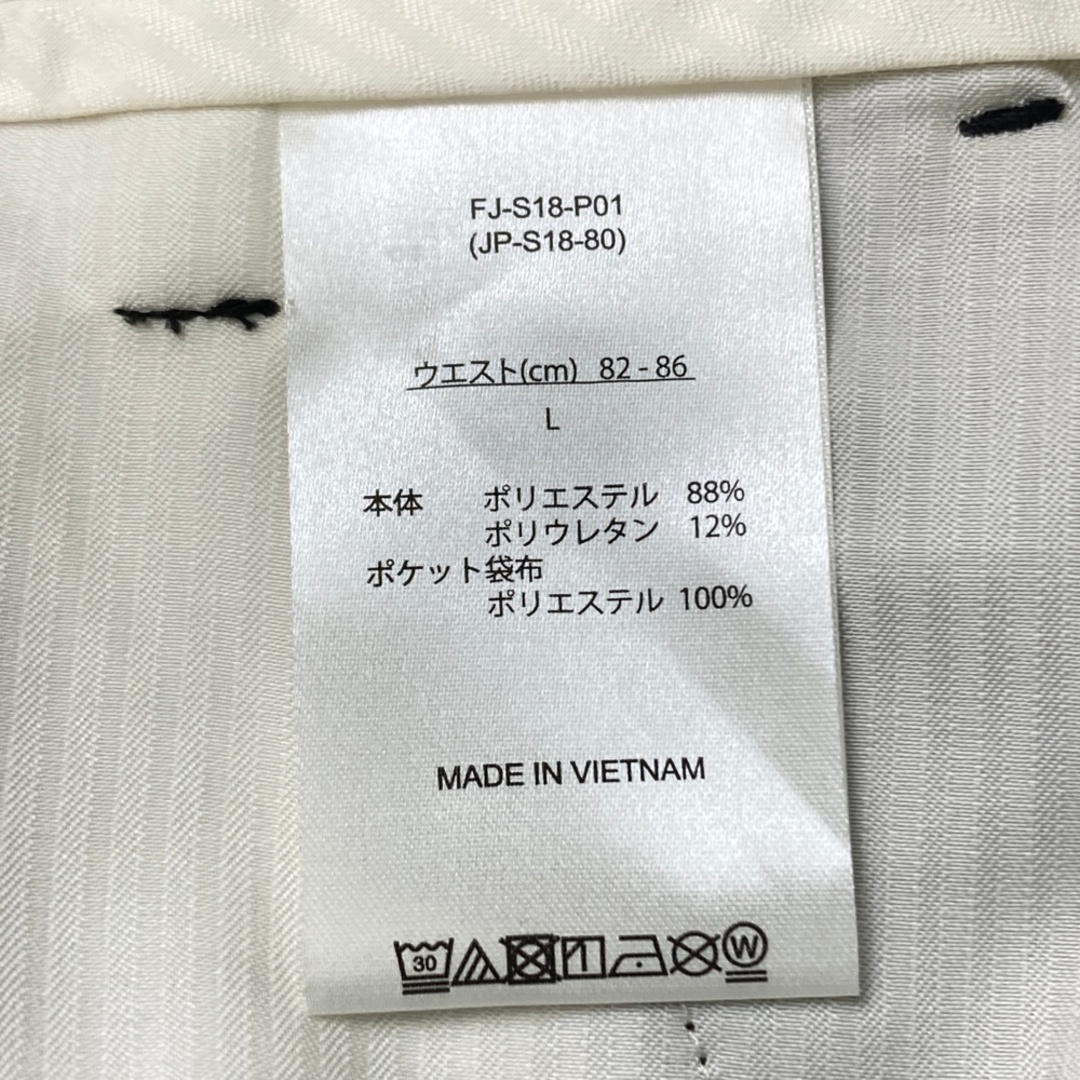 FJ-S18-P01
(JP-S18-80)
ウエスト(cm) 82 - 86
L
本体 ポリエステル 88%
ポリウレタン 12%
ポケット袋布
ポリエステル 100%
MADE IN VIETNAM
30 W